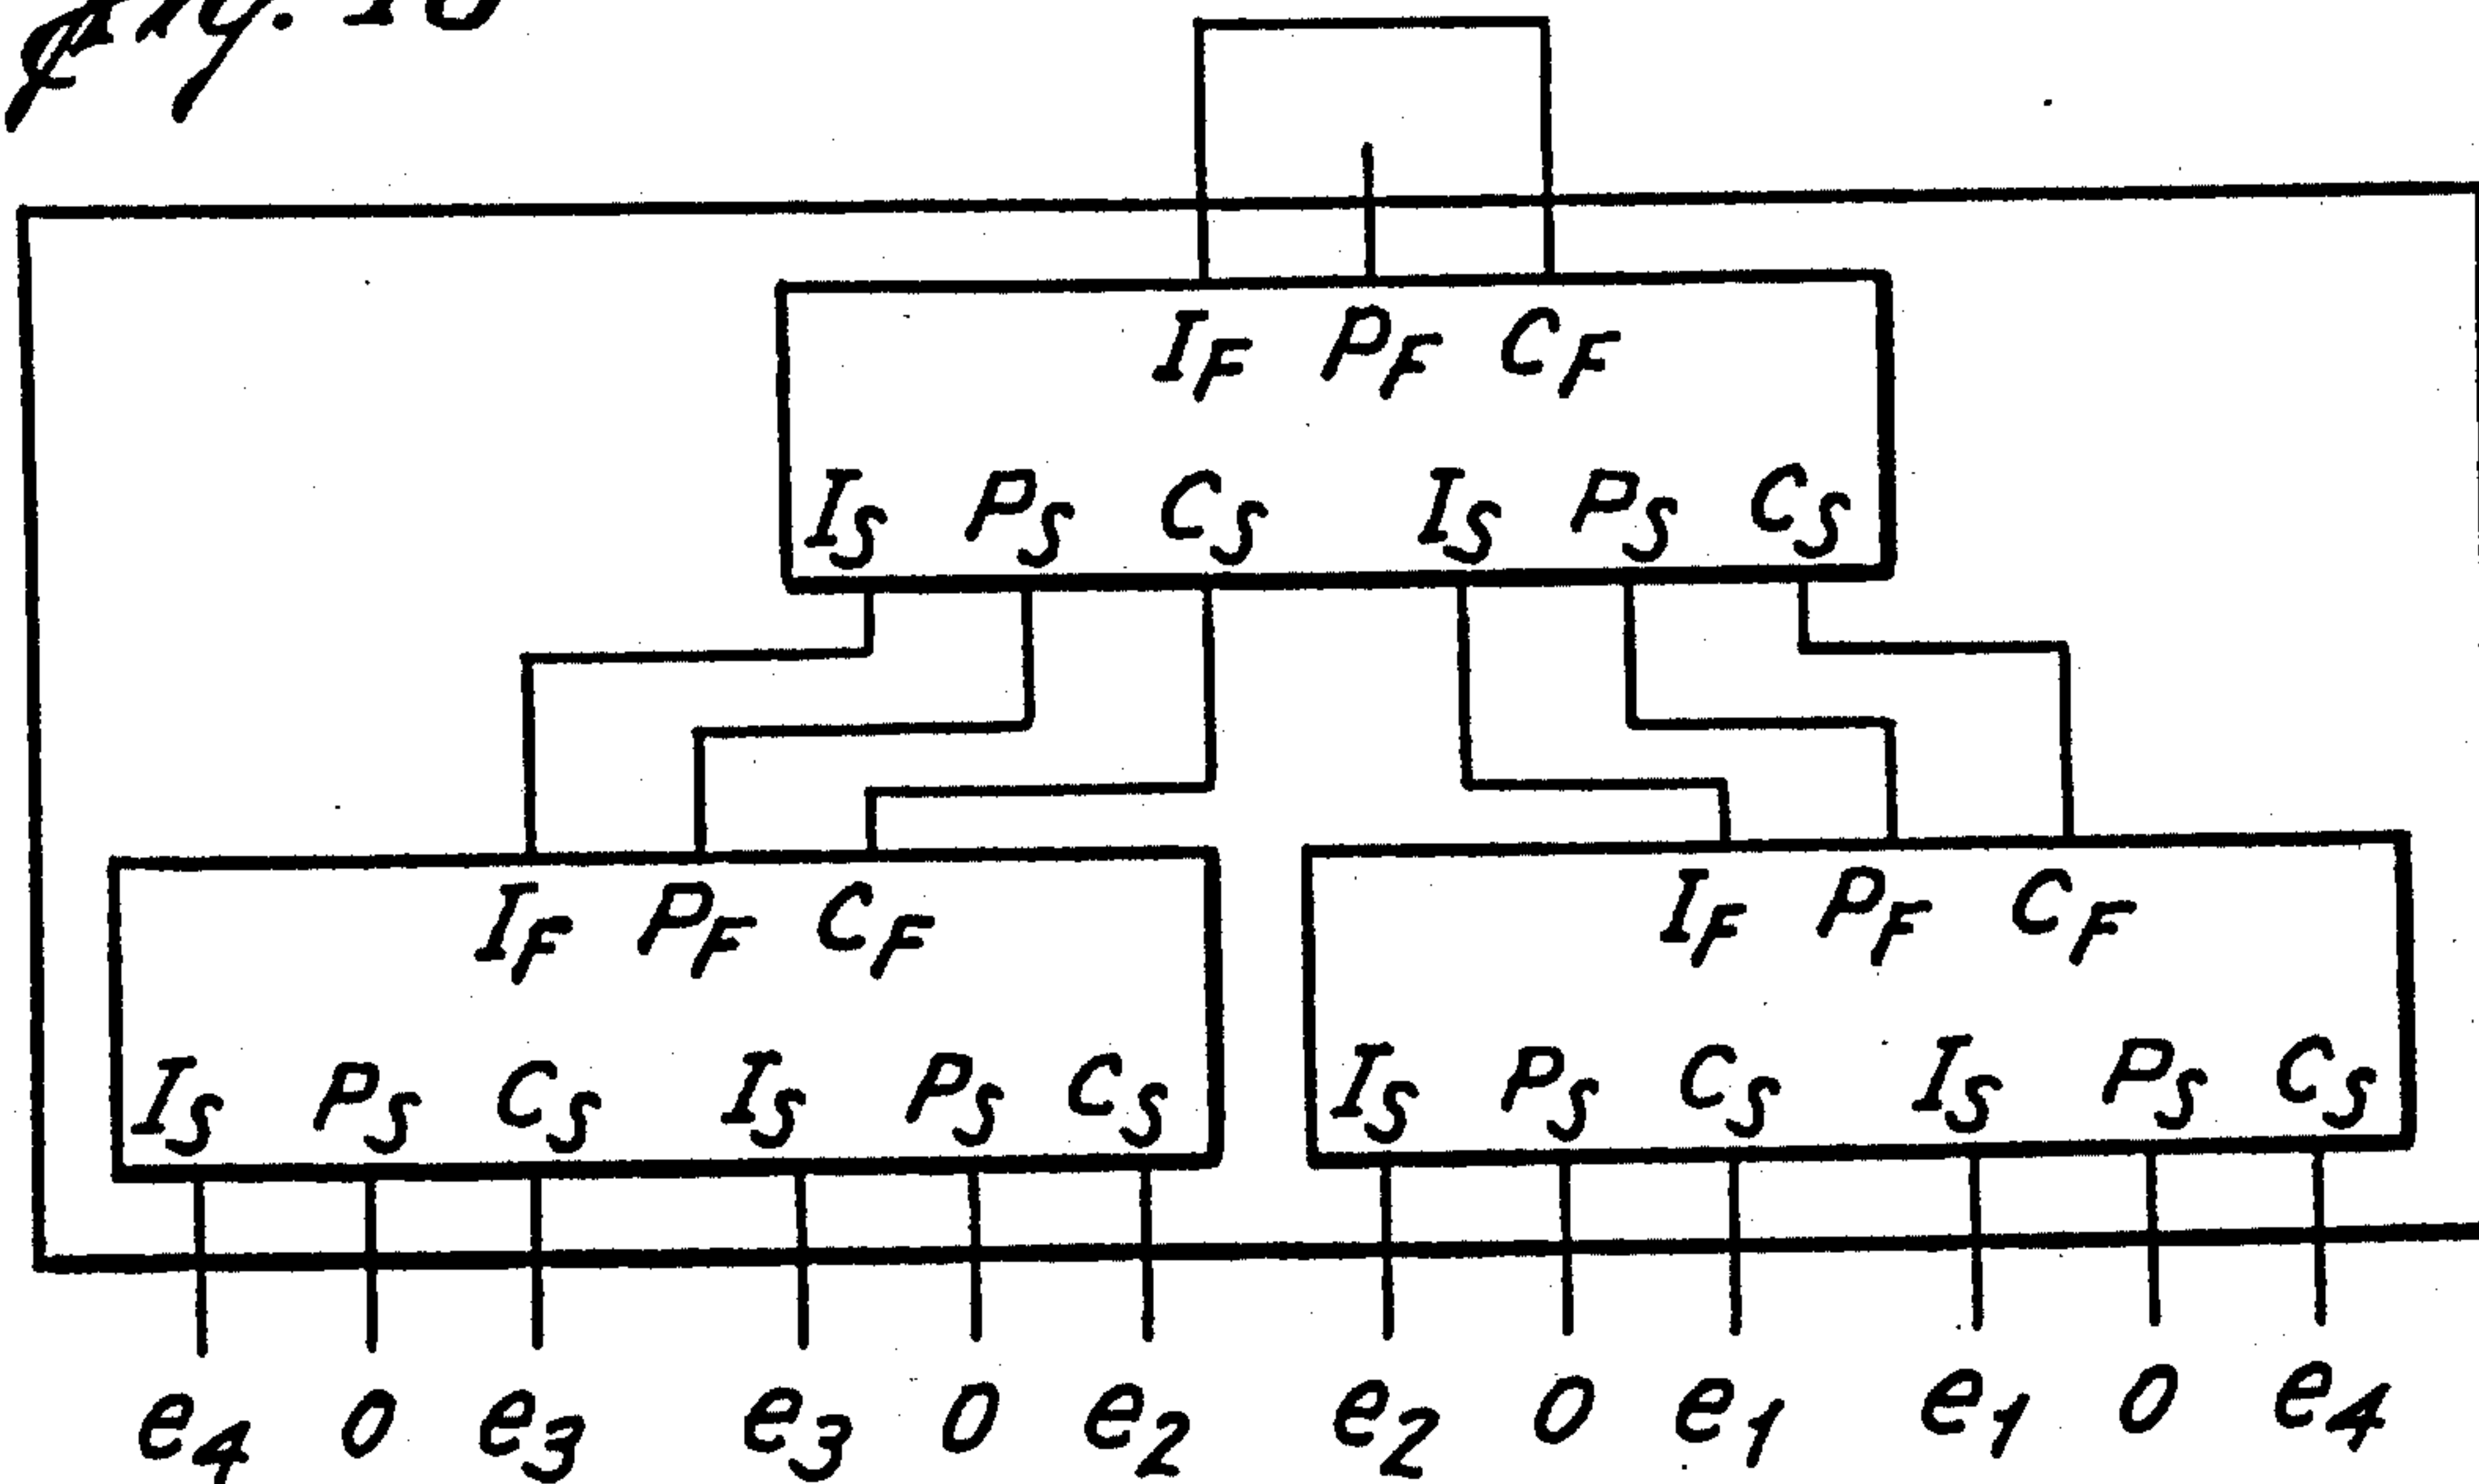 Fig. 10
I_F P_F C_F
I_S P_S C_S I_S P_S C_S
I_F P_F C_F I_F P_F C_F
I_S P_S C_S I_S P_S C_S I_S P_S C_S I_S P_S C_S
e_4 0 e_3 e_3 0 e_2 e_2 0 e_1 e_1 0 e_4